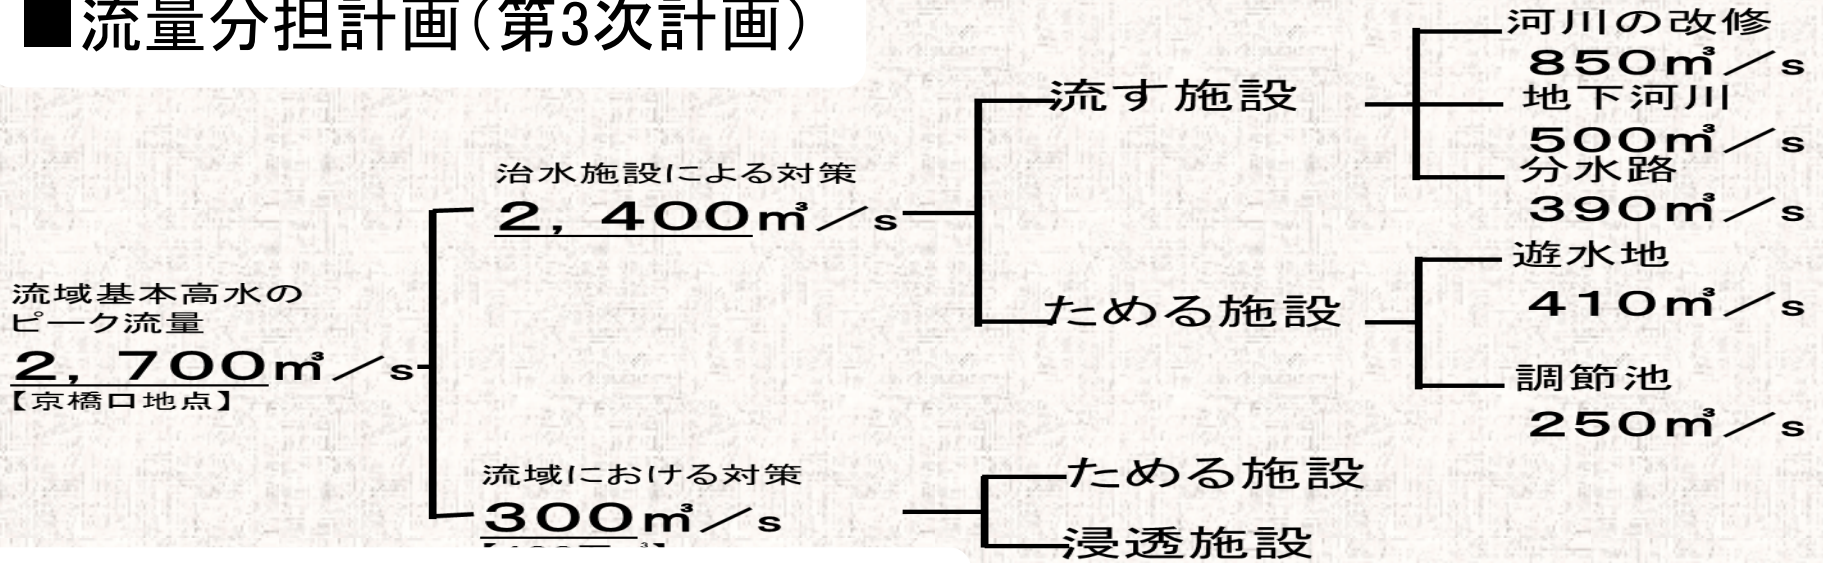 ■流量分担計画（第3次計画）
流域基本高水の
ピーク流量
2，700㎥／s
【京橋口地点】
治水施設による対策
2，400㎥／s
流す施設
河川の改修
850㎥／s
地下河川
500㎥／s
分水路
390㎥／s
ためる施設
遊水地
410㎥／s
調節池
250㎥／s
流域における対策
300㎥／s
ためる施設
浸透施設